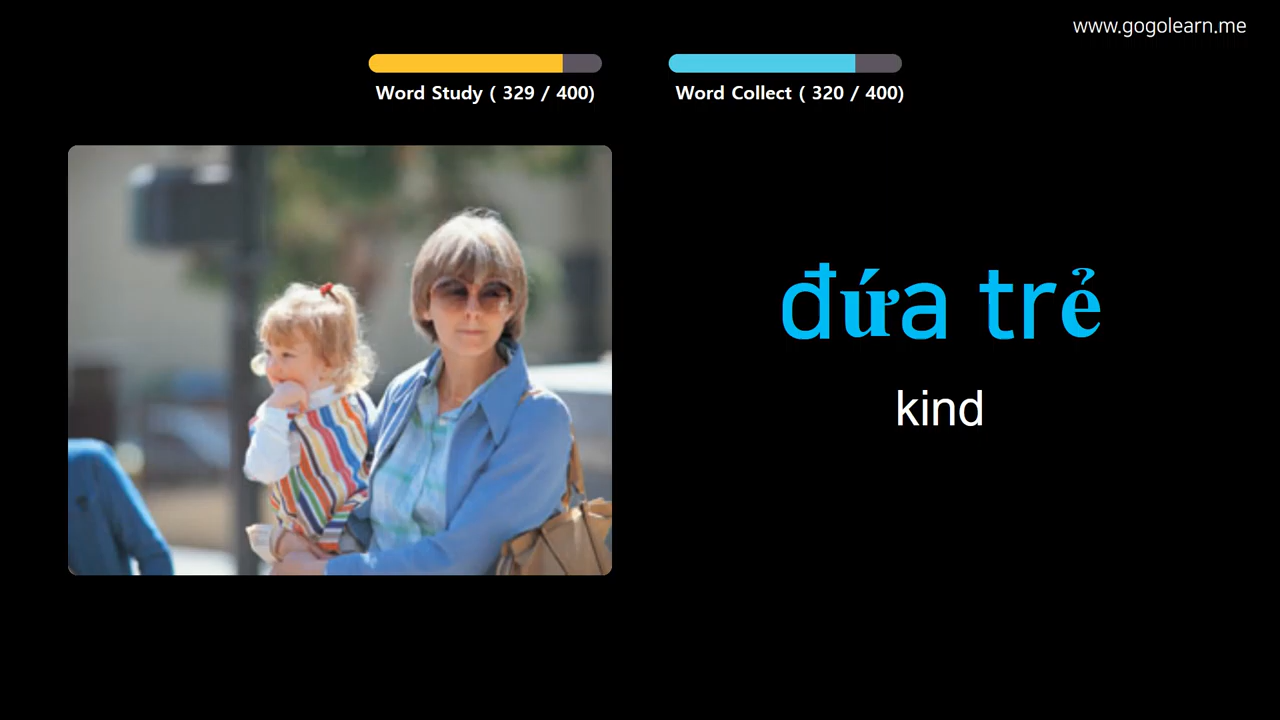 www.gogolearn.me
Word Study ( 329 / 400)
Word Collect ( 320 / 400)
đứa trẻ
kind